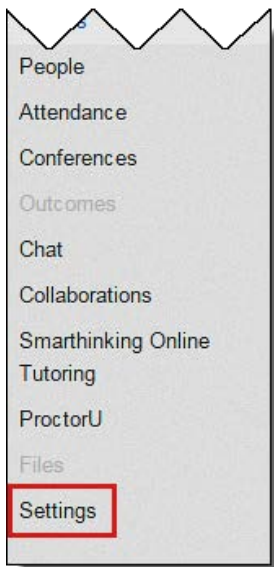 People
Attendance
Conferences
Outcomes
Chat
Collaborations
Smarthinking Online
Tutoring
ProctorU
Files
Settings